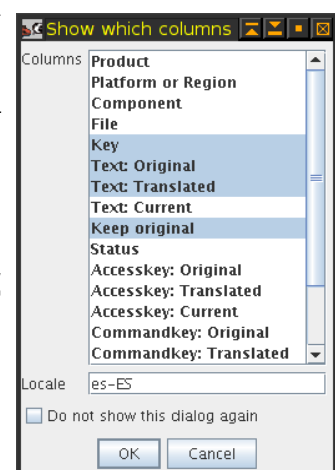 Show which columns
Columns
Product
Platform or Region
Component
File
Key
Text: Original
Text: Translated
Text: Current
Keep original
Status
Accesskey: Original
Accesskey: Translated
Accesskey: Current
Commandkey: Original
Commandkey: Translated
Locale es-ES
Do not show this dialog again
OK Cancel